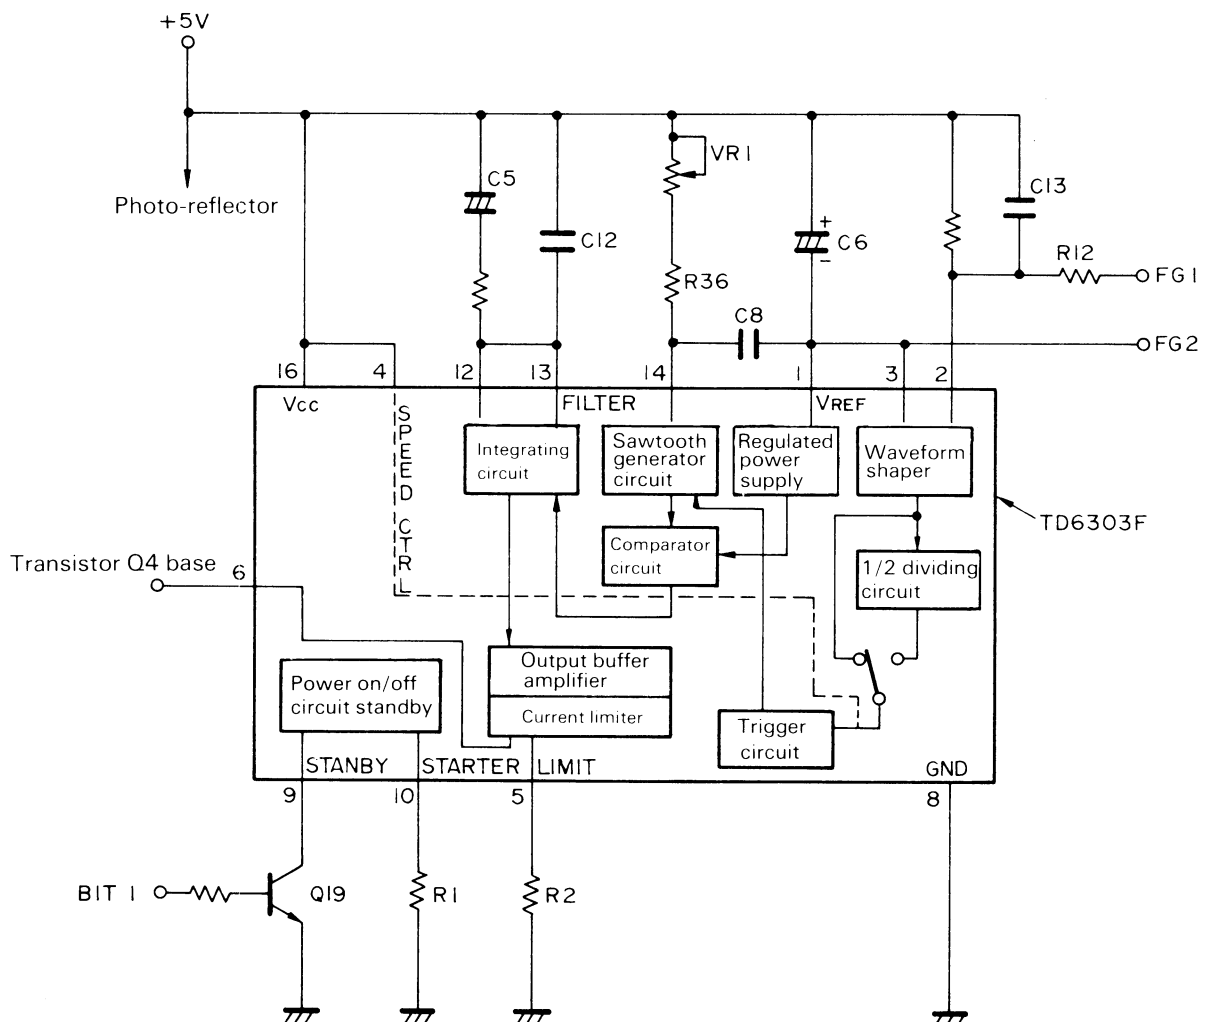 +5V
Photo-reflector
C5
C12
VR1
R36
C8
+
C6
−
C13
R12
FG1
FG2
16
4
12
13
14
1
3
2
Vcc
FILTER
VREF
SPEED CTRL
Integrating
circuit
Sawtooth
generator
circuit
Regulated
power
supply
Waveform
shaper
TD6303F
Comparator
circuit
1/2 dividing
circuit
Transistor Q4 base
6
Output buffer
amplifier
Current limiter
Power on/off
circuit standby
Trigger
circuit
STANBY
STARTER
LIMIT
GND
9
10
5
8
BIT 1
Q19
R1
R2